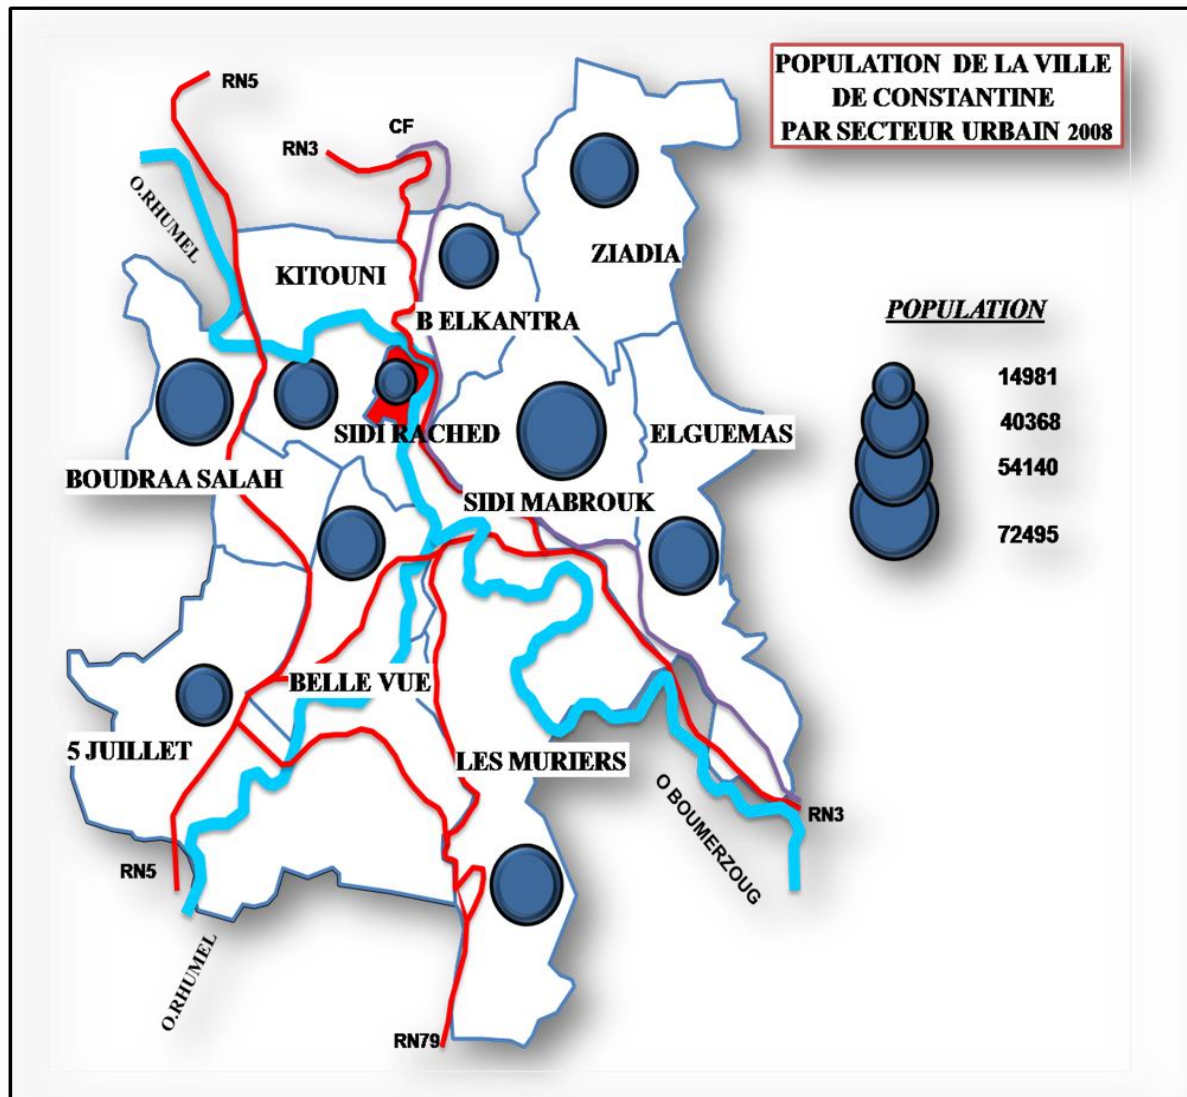 POPULATION DE LA VILLE
DE CONSTANTINE
PAR SECTEUR URBAIN 2008
RN5
CF
RN3
O.RHUMEL
ZIADIA
KITOUNI
B ELKANTRA
POPULATION
14981
40368
54140
72495
SIDI RACHED
ELGUEMAS
BOUDRAA SALAH
SIDI MABROUK
BELLE VUE
5 JUILLET
LES MURIERS
O BOUMERZOUG
RN3
RN5
O.RHUMEL
RN79